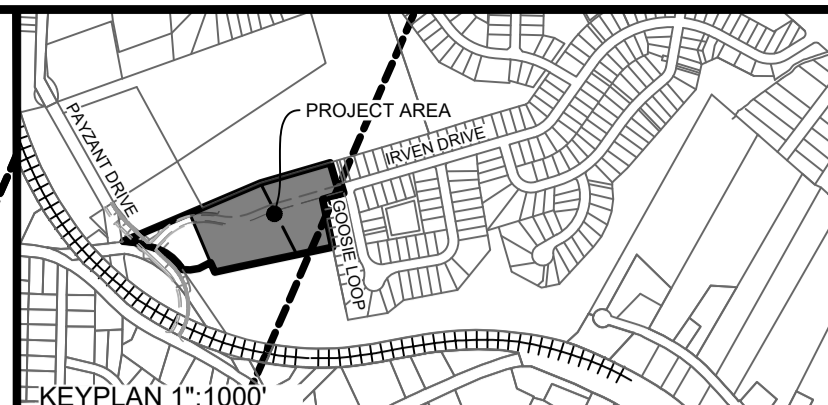 PROJECT AREA
PAYZANT DRIVE
IRVEN DRIVE
GOOSIE LOOP
KEYPLAN 1":1000'